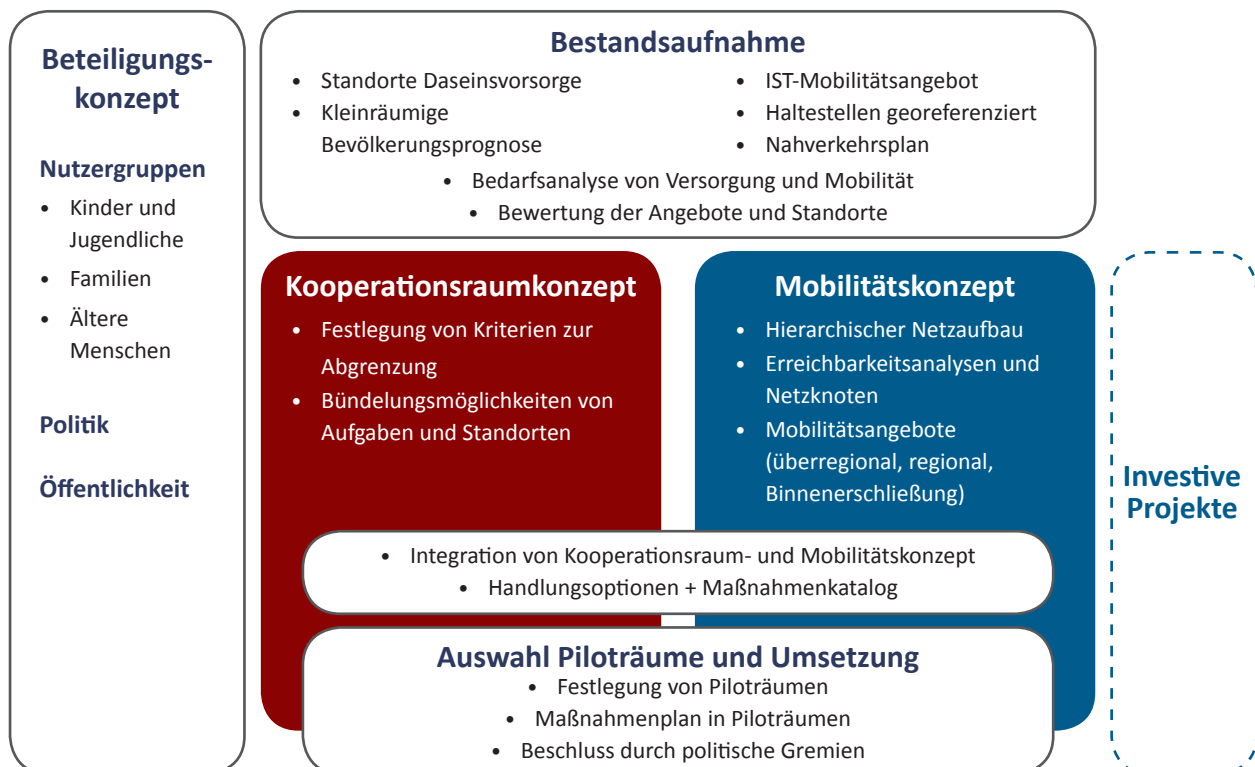 Beteiligungs-
konzept
Nutzergruppen
• Kinder und
Jugendliche
• Familien
• Ältere
Menschen
Politik
Öffentlichkeit
Bestandsaufnahme
• Standorte Daseinsvorsorge
• Kleinräumige
Bevölkerungsprognose
• IST-Mobilitätsangebot
• Haltestellen georeferenziert
• Nahverkehrsplan
• Bedarfsanalyse von Versorgung und Mobilität
• Bewertung der Angebote und Standorte
Kooperationsraumkonzept
• Festlegung von Kriterien zur
Abgrenzung
• Bündelungsmöglichkeiten von
Aufgaben und Standorten
Mobilitätskonzept
• Hierarchischer Netzaufbau
• Erreichbarkeitsanalysen und
Netzknoten
• Mobilitätsangebote
(überregional, regional,
Binnenerschließung)
• Integration von Kooperationsraum- und Mobilitätskonzept
• Handlungsoptionen + Maßnahmenkatalog
Auswahl Piloträume und Umsetzung
• Festlegung von Piloträumen
• Maßnahmenplan in Piloträumen
• Beschluss durch politische Gremien
Investive
Projekte